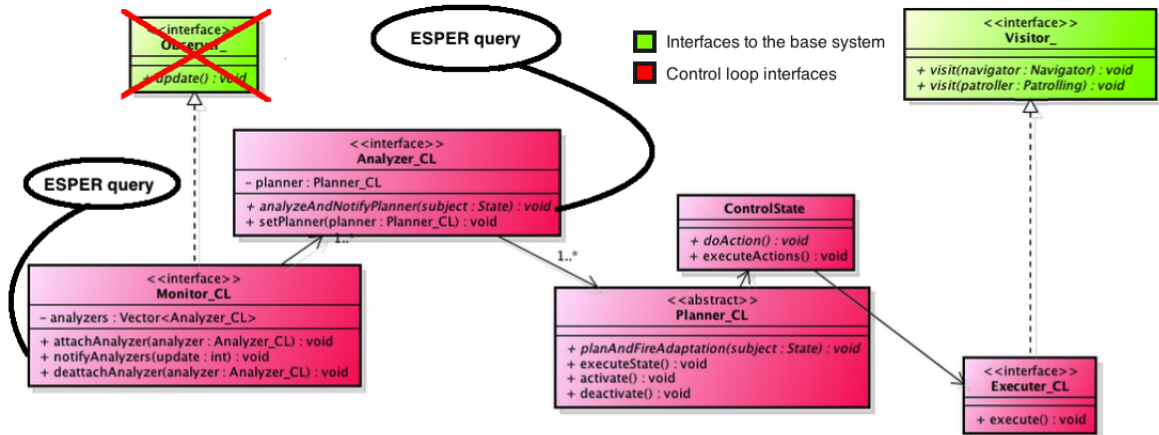 <<interface>>
Observer_
+ update() : void
ESPER query
Interfaces to the base system
Control loop interfaces
<<interface>>
Visitor_
+ visit(navigator : Navigator) : void
+ visit(patroller : Patrolling) : void
<<interface>>
Analyzer_CL
– planner : Planner_CL
+ analyzeAndNotifyPlanner(subject : State) : void
+ setPlanner(planner : Planner_CL) : void
ESPER query
1..*
1..*
ControlState
+ doAction() : void
+ executeActions() : void
<<interface>>
Monitor_CL
– analyzers : Vector<Analyzer_CL>
+ attachAnalyzer(analyzer : Analyzer_CL) : void
+ notifyAnalyzers(update : int) : void
+ deattachAnalyzer(analyzer : Analyzer_CL) : void
<<abstract>>
Planner_CL
+ planAndFireAdaptation(subject : State) : void
+ executeState() : void
+ activate() : void
+ deactivate() : void
<<interface>>
Executer_CL
+ execute() : void